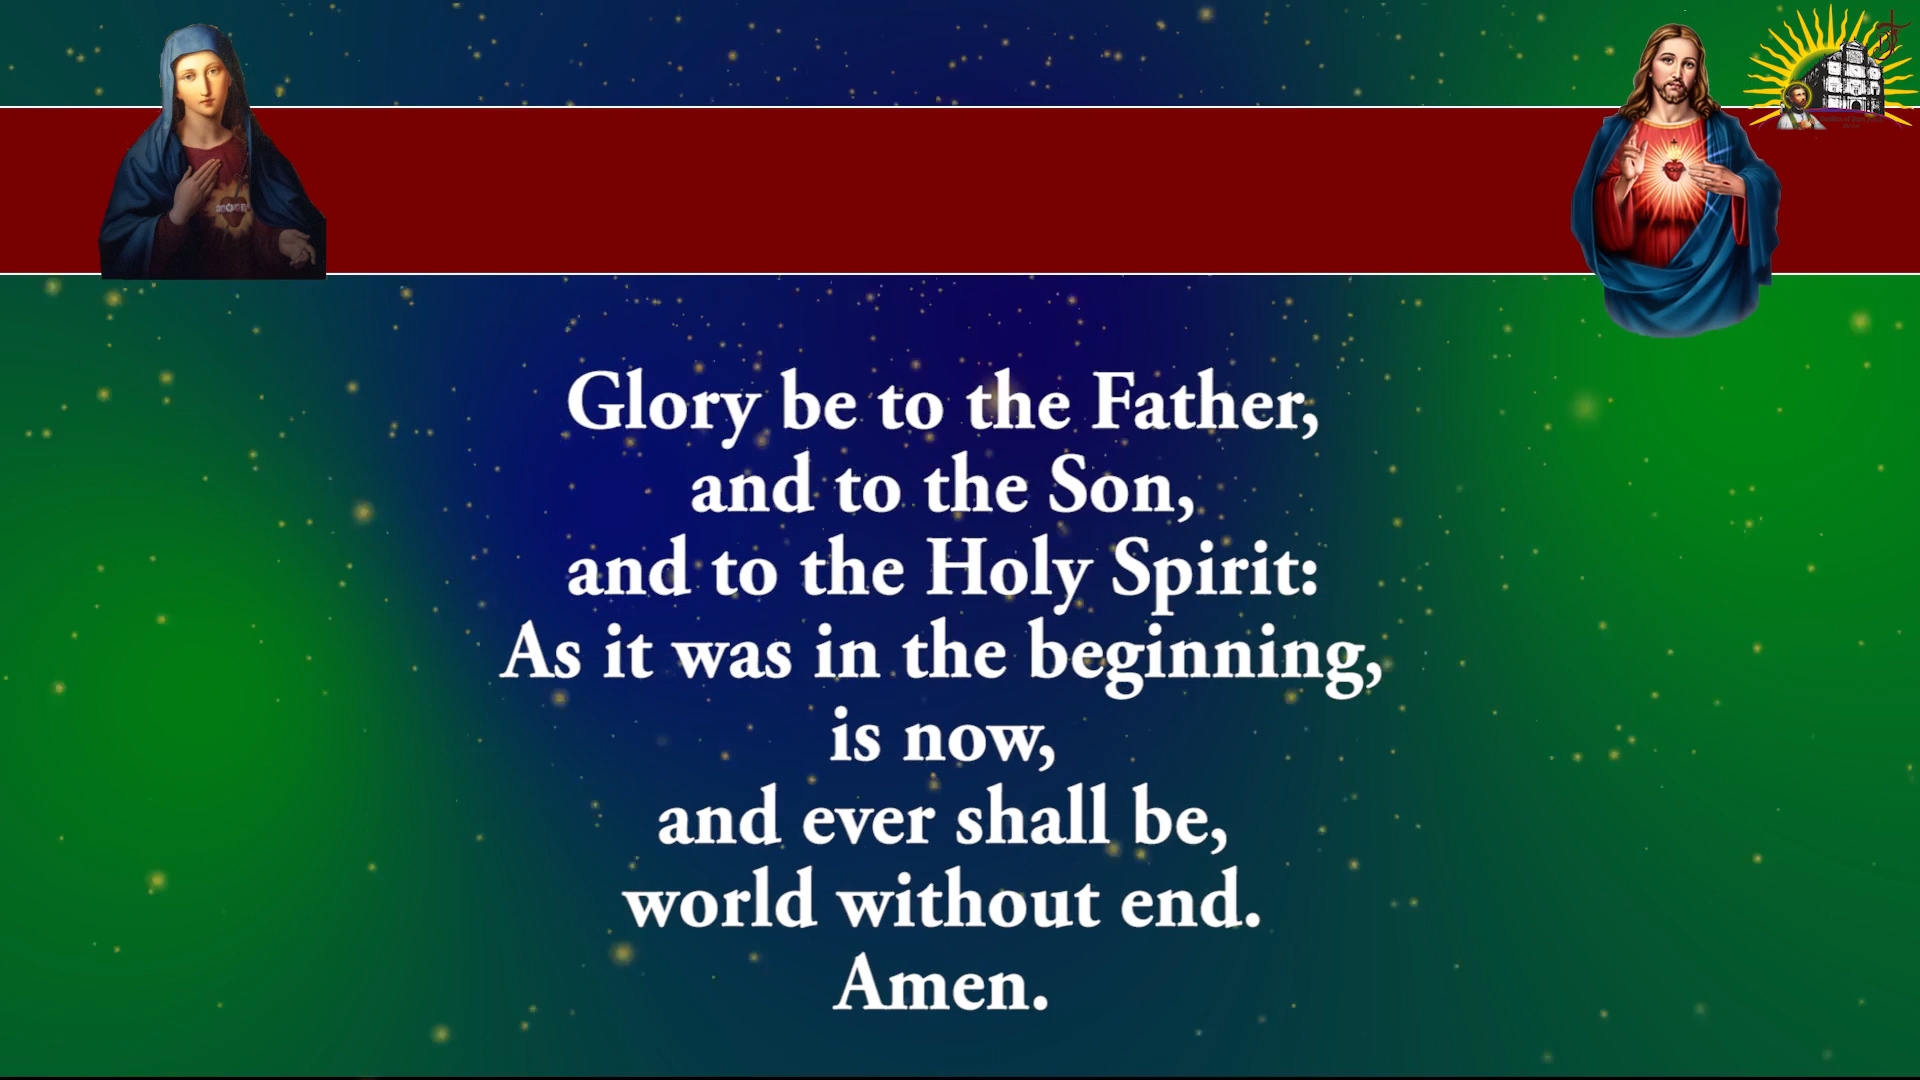 Glory be to the Father,
and to the Son,
and to the Holy Spirit:
As it was in the beginning,
is now,
and ever shall be,
world without end.
Amen.